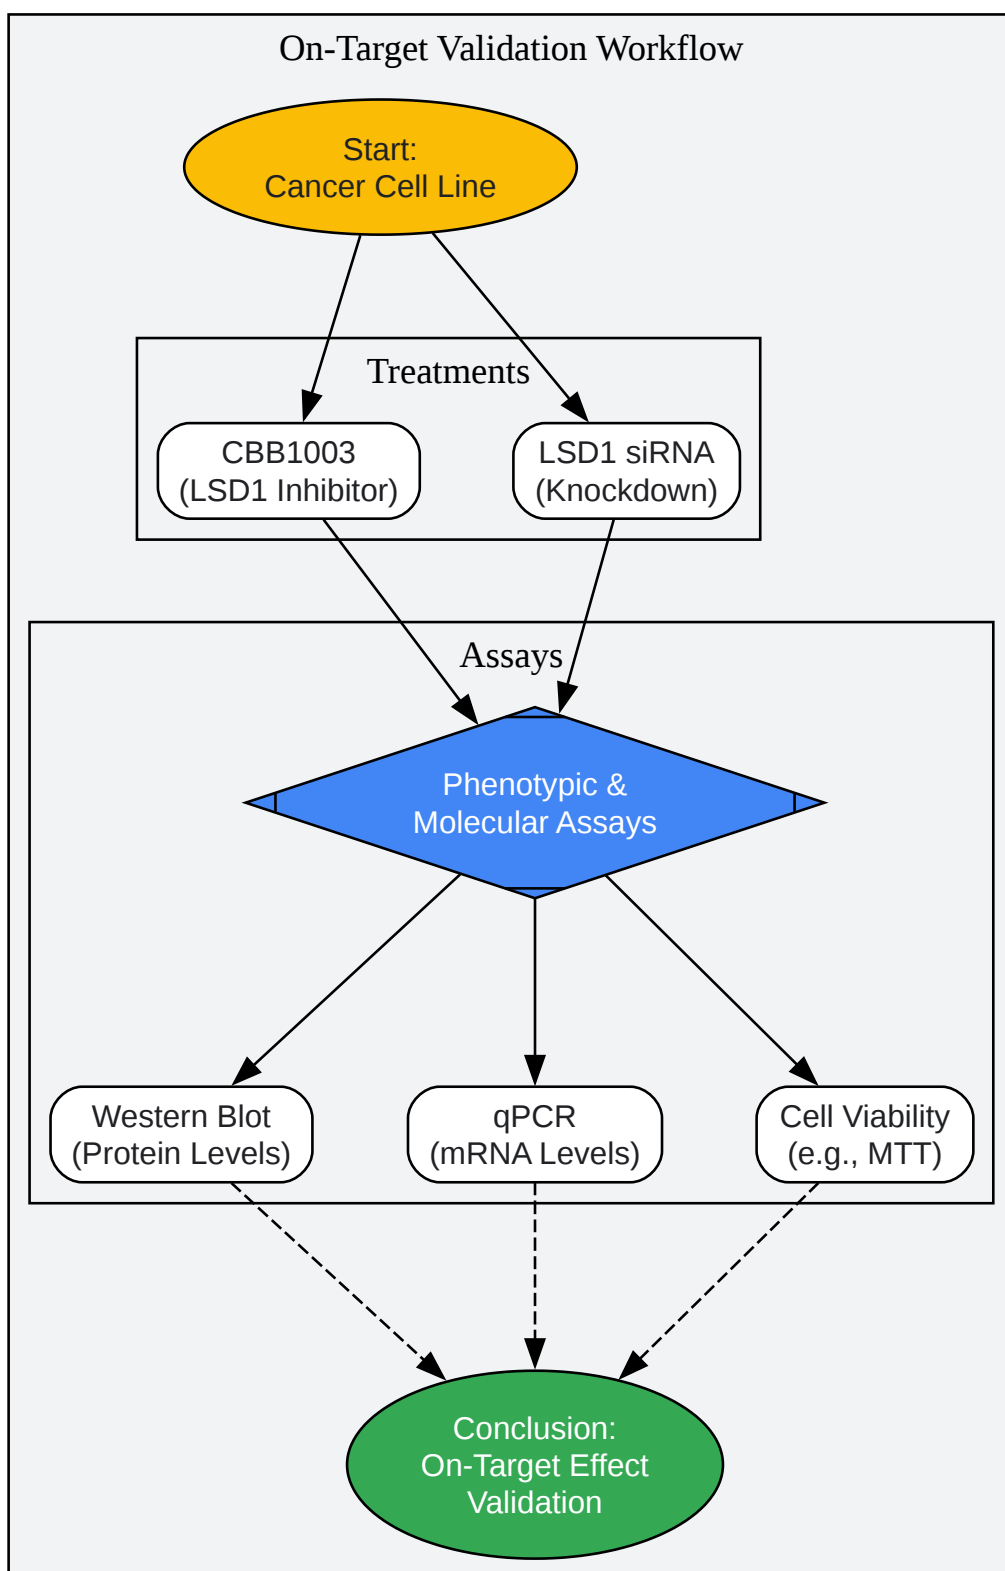 On-Target Validation Workflow
Start:
Cancer Cell Line
Treatments
CBB1003
(LSD1 Inhibitor)
LSD1 siRNA
(Knockdown)
Assays
Phenotypic &
Molecular Assays
Western Blot
(Protein Levels)
qPCR
(mRNA Levels)
Cell Viability
(e.g., MTT)
Conclusion:
On-Target Effect
Validation